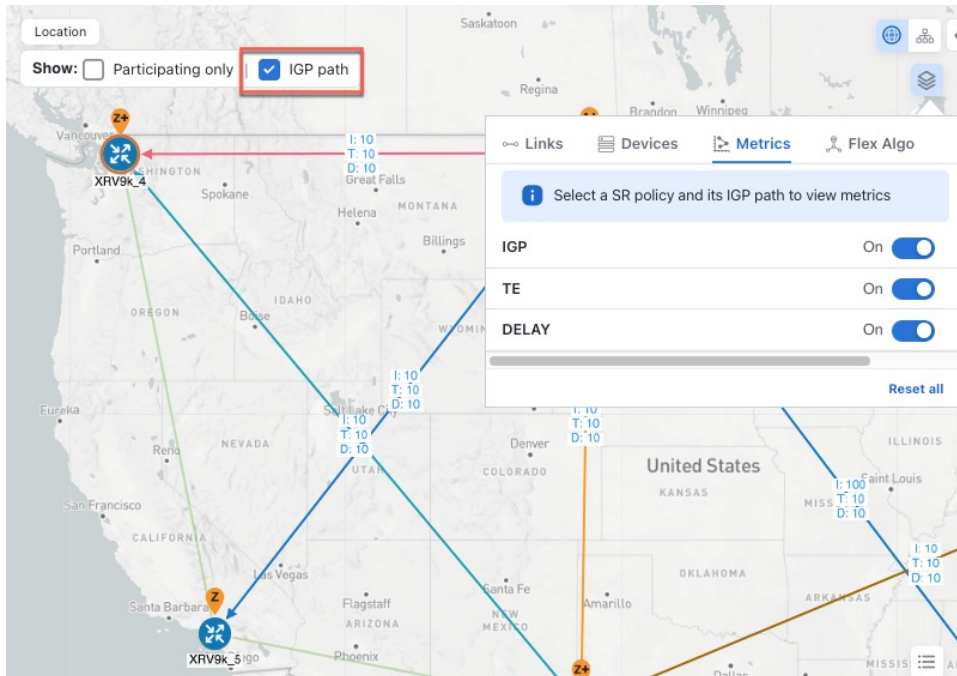 Location
Show: Participating only | IGP path
Links Devices Metrics Flex Algo
Select a SR policy and its IGP path to view metrics
IGP On
TE On
DELAY On
Reset all
Saskatoon
Regina
Brandon Winnipeg
Z+
Vancouver
XRV9k_4
I: 10
T: 10
D: 10
Great Falls
Spokane
Helena
MONTANA
Portland
Billings
OREGON
IDAHO
Boise
I: 10
T: 10
D: 10
Eureka
Salt Lake City
I: 10
T: 10
D: 10
T: 10
D: 10
Reno
NEVADA
UTAH
Denver
COLORADO
United States
KANSAS
ILLINOIS
I: 100
T: 10
D: 10
Saint Louis
San Francisco
CALIFORNIA
I: 10
T: 10
D: 10
Las Vegas
OKLAHOMA
ARKANSAS
Z
Santa Barbara
Flagstaff
ARIZONA
Santa Fe
NEW
MEXICO
Amarillo
XRV9k_5
Phoenix
Z+
Dallas